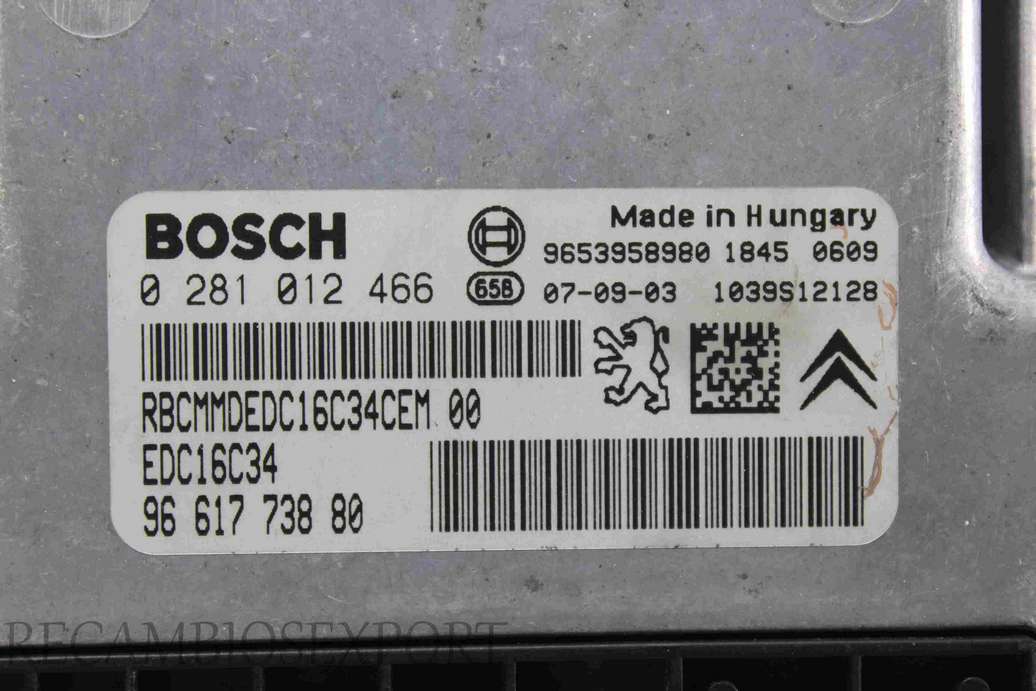 BOSCH
Made in Hungary
9653958980 1845 0609
0 281 012 466
658
07-09-03 1039S12128
RBCMMDEDC16C34CEM 00
EDC16C34
96 617 738 80
RECAMBIOSEXPORT